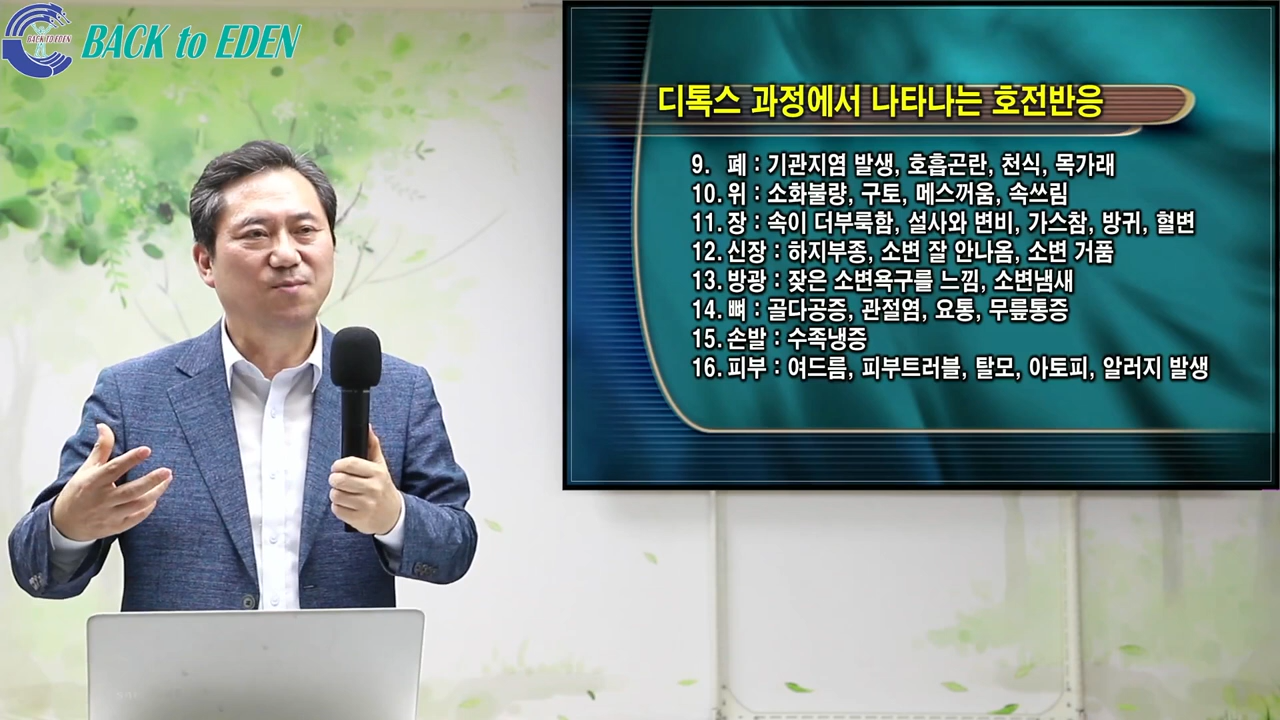 BACK TO EDEN
BACK to EDEN
디톡스 과정에서 나타나는 호전반응
9. 폐 : 기관지염 발생, 호흡곤란, 천식, 목가래
10. 위 : 소화불량, 구토, 메스꺼움, 속쓰림
11. 장 : 속이 더부룩함, 설사와 변비, 가스참, 방귀, 혈변
12. 신장 : 하지부종, 소변 잘 안나옴, 소변 거품
13. 방광 : 잦은 소변욕구를 느낌, 소변냄새
14. 뼈 : 골다공증, 관절염, 요통, 무릎통증
15. 손발 : 수족냉증
16. 피부 : 여드름, 피부트러블, 탈모, 아토피, 알러지 발생